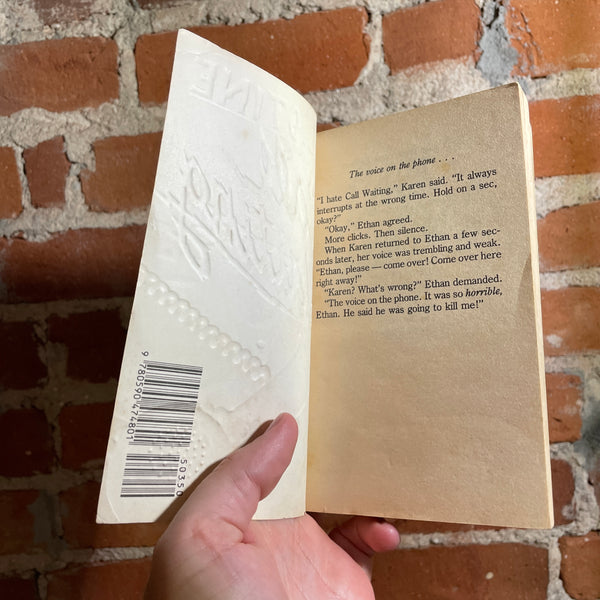 INE
9 780590 474801
50350
The voice on the phone . . .
"I hate Call Waiting," Karen said. "It always
interrupts at the wrong time. Hold on a sec,
okay?"
"Okay," Ethan agreed.
More clicks. Then silence.
When Karen returned to Ethan a few sec-
onds later, her voice was trembling and weak.
"Ethan, please — come over! Come over here
right away!"
"Karen? What's wrong?" Ethan demanded.
"The voice on the phone. It was so horrible,
Ethan. He said he was going to kill me!"